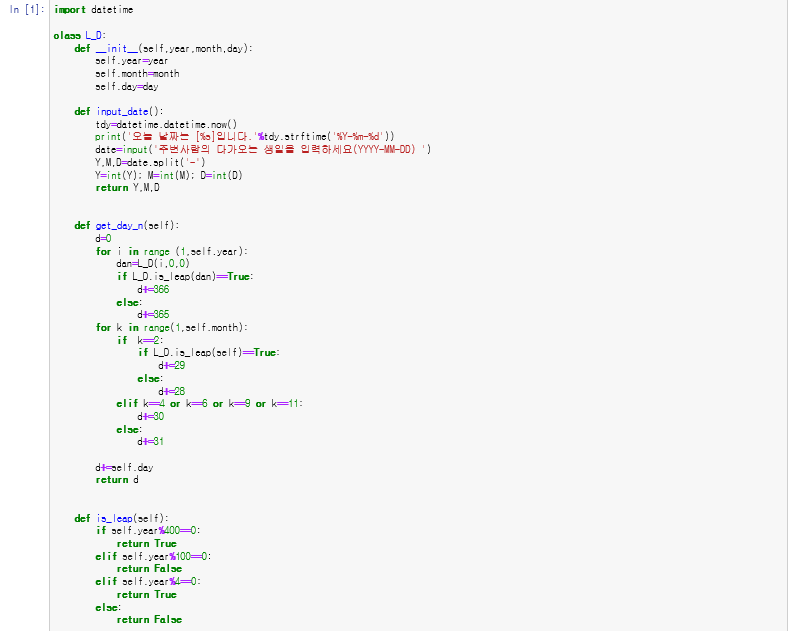 In [1]: import datetime
class L_D:
    def __init__(self,year,month,day):
        self.year=year
        self.month=month
        self.day=day
    def input_date():
        tdy=datetime.datetime.now()
        print('오늘 날짜는 [%s]입니다.'%tdy.strftime('%Y-%m-%d'))
        date=input('주변사람의 다가오는 생일을 입력하세요(YYYY-MM-DD) ')
        Y,M,D=date.split('-')
        Y=int(Y); M=int(M); D=int(D)
        return Y,M,D
    def get_day_n(self):
        d=0
        for i in range (1,self.year):
            dan=L_D(i,0,0)
            if L_D.is_leap(dan)==True:
                d+=366
            else:
                d+=365
        for k in range(1,self.month):
            if  k==2:
                if L_D.is_leap(self)==True:
                    d+=29
                else:
                    d+=28
            elif k==4 or k==6 or k==9 or k==11:
                d+=30
            else:
                d+=31
        d+=self.day
        return d
    def is_leap(self):
        if self.year%400==0:
            return True
        elif self.year%100==0:
            return False
        elif self.year%4==0:
            return True
        else:
            return False